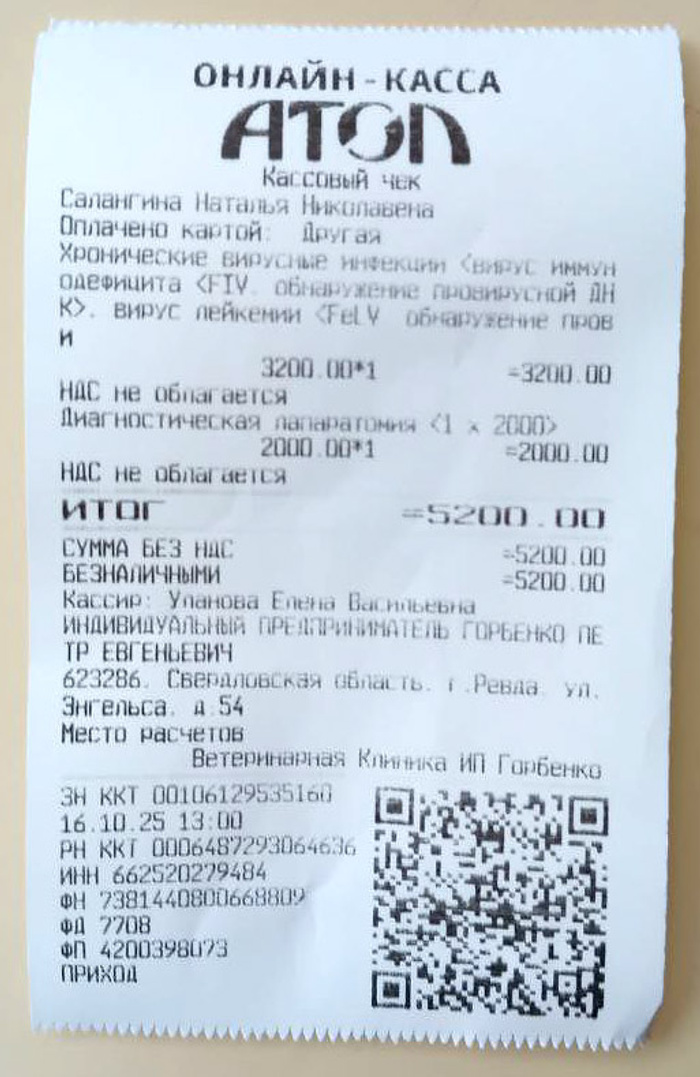 ОНЛАЙН-КАССА
АТОЛ
Кассовый чек
Салангина Наталья Николавена
Оплачено картой: Другая
Хронические вирусные инфекции <вирус иммун
одефицита <FIV. обнаружение провирусной ДН
К>. вирус лейкении <FeLV обнаружение пров
и
3200.00*1 =3200.00
НДС не облагается
Диагностическая лапаратомия <1 x 2000>
2000.00*1 =2000.00
НДС не облагается
ИТОГ =5200.00
СУММА БЕЗ НДС =5200.00
БЕЗНАЛИЧНЫМИ =5200.00
Кассир: Уланова Елена Васильевна
ИНДИВИДУАЛЬНЫЙ ПРЕДПРИНИМАТЕЛЬ ГОРБЕНКО ПЕ
ТР ЕВГЕНЬЕВИЧ
623286. Свердловская область. г.Ревда. ул.
Энгельса. д.54
Место расчетов
Ветеринарная Клиника ИП Горбенко
ЗН ККТ 00106129535160
16.10.25 13:00
РН ККТ 0006487293064636
ИНН 662520279484
ФН 7381440800668809
ФД 7708
ФП 4200398073
ПРИХОД